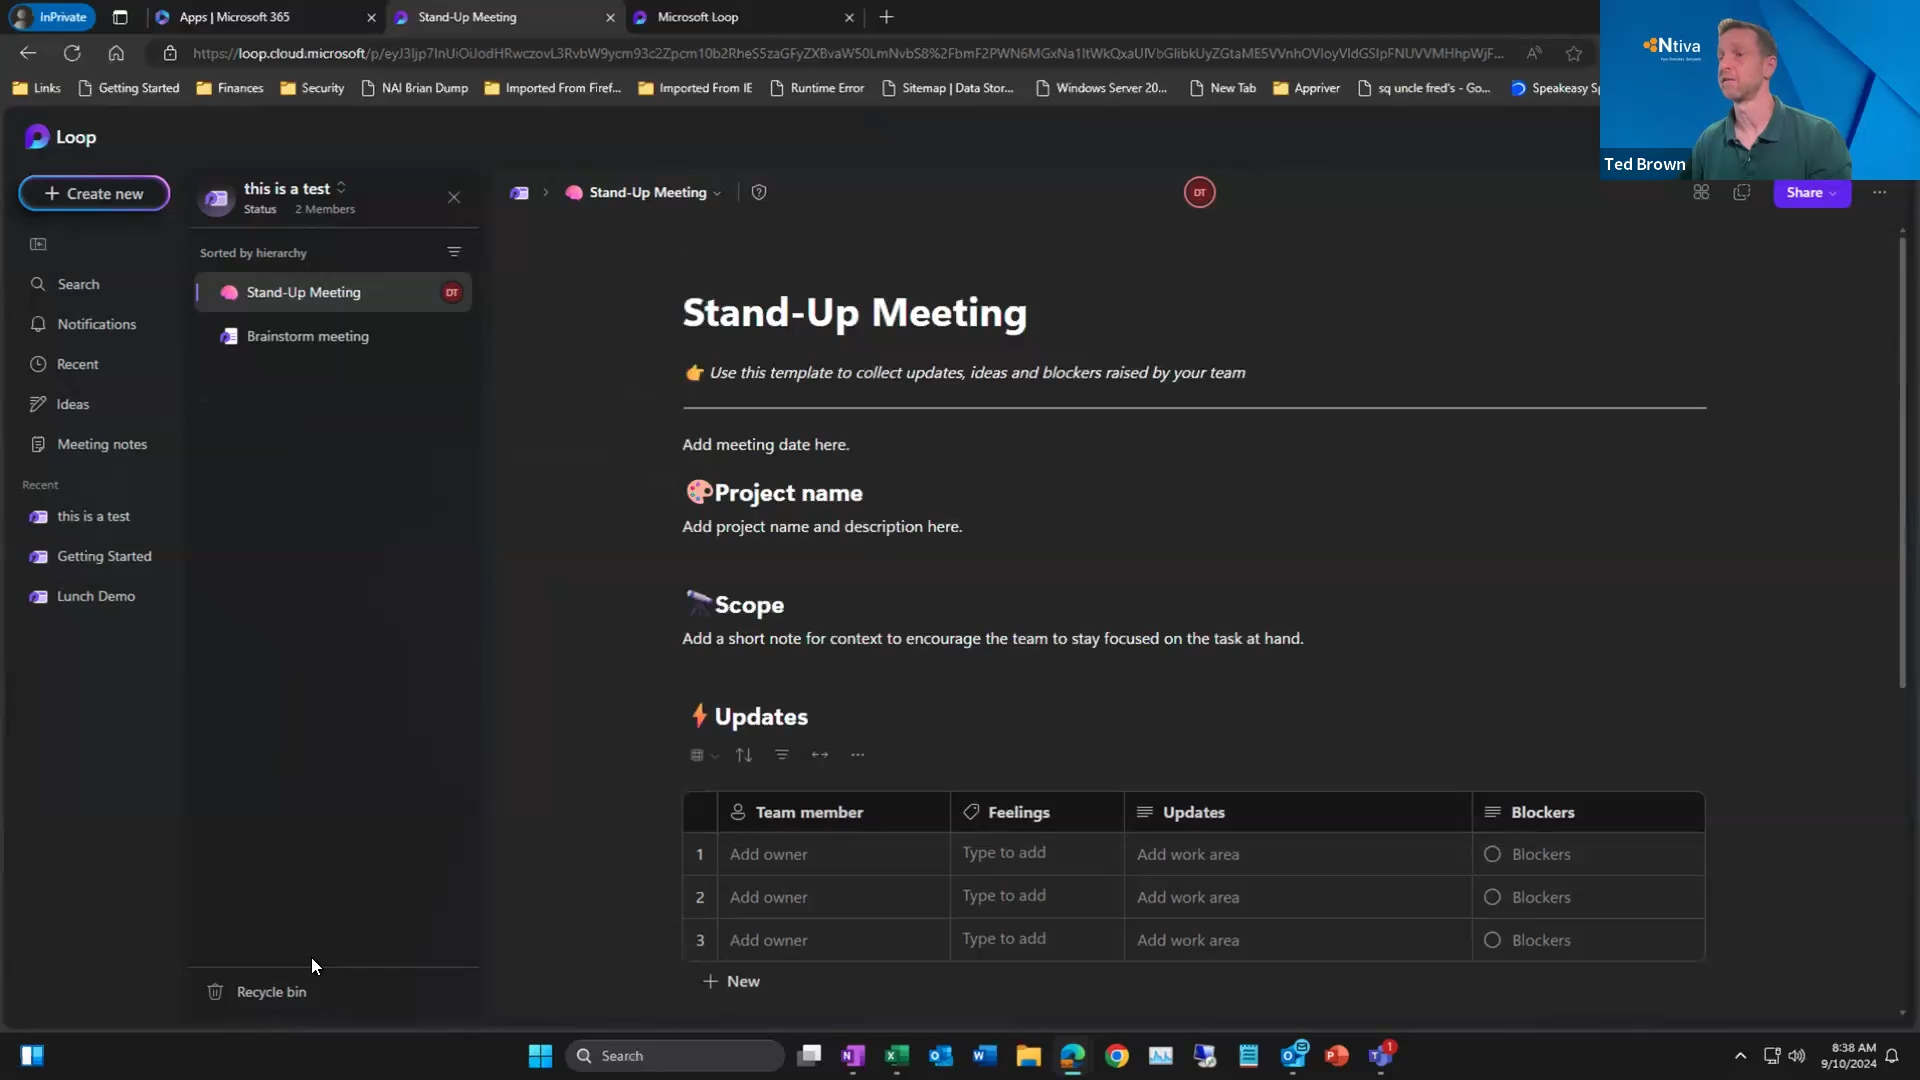 InPrivate
Apps | Microsoft 365
Stand-Up Meeting
Microsoft Loop
Links
Getting Started
Finances
Security
NAI Brian Dump
Imported From Firef...
Imported From IE
Runtime Error
Sitemap | Data Stor...
Windows Server 20...
New Tab
Appriver
sq uncle fred's - Go...
Speakeasy Sp
Ntiva
Ted Brown
Loop
Create new
Search
Notifications
Recent
Ideas
Meeting notes
Recent
this is a test
Getting Started
Lunch Demo
this is a test
Status 2 Members
Sorted by hierarchy
Stand-Up Meeting DT
Brainstorm meeting
Recycle bin
Stand-Up Meeting
DT
Share
Stand-Up Meeting
Use this template to collect updates, ideas and blockers raised by your team
Add meeting date here.
Project name
Add project name and description here.
Scope
Add a short note for context to encourage the team to stay focused on the task at hand.
Updates
Team member Feelings Updates Blockers
1 Add owner Type to add Add work area Blockers
2 Add owner Type to add Add work area Blockers
3 Add owner Type to add Add work area Blockers
New
Search
1
8:38 AM
9/10/2024